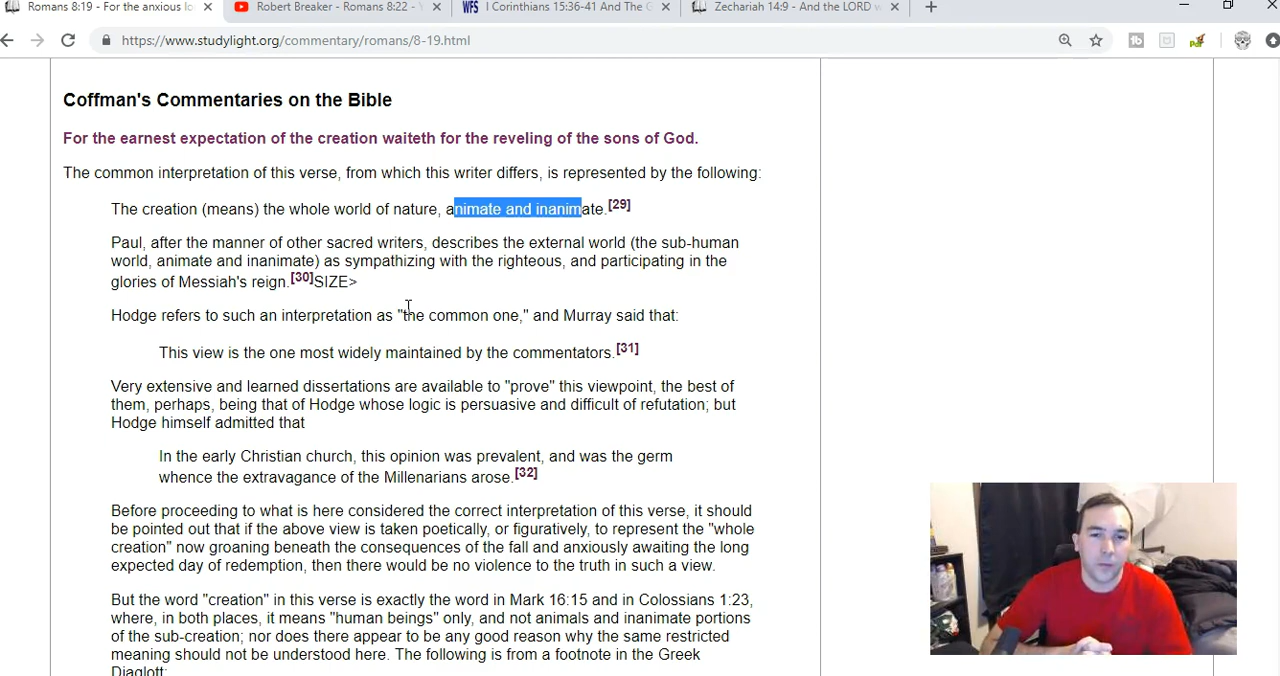 Romans 8:19 - For the anxious lo
Robert Breaker - Romans 8:22 - Y
WFS I Corinthians 15:36-41 And The G
Zechariah 14:9 - And the LORD w
https://www.studylight.org/commentary/romans/8-19.html
Coffman's Commentaries on the Bible
For the earnest expectation of the creation waiteth for the reveling of the sons of God.
The common interpretation of this verse, from which this writer differs, is represented by the following:
The creation (means) the whole world of nature, animate and inanimate.[29]
Paul, after the manner of other sacred writers, describes the external world (the sub-human
world, animate and inanimate) as sympathizing with the righteous, and participating in the
glories of Messiah's reign.[30]SIZE>
Hodge refers to such an interpretation as "the common one," and Murray said that:
This view is the one most widely maintained by the commentators.[31]
Very extensive and learned dissertations are available to "prove" this viewpoint, the best of
them, perhaps, being that of Hodge whose logic is persuasive and difficult of refutation; but
Hodge himself admitted that
In the early Christian church, this opinion was prevalent, and was the germ
whence the extravagance of the Millenarians arose.[32]
Before proceeding to what is here considered the correct interpretation of this verse, it should
be pointed out that if the above view is taken poetically, or figuratively, to represent the "whole
creation" now groaning beneath the consequences of the fall and anxiously awaiting the long
expected day of redemption, then there would be no violence to the truth in such a view.
But the word "creation" in this verse is exactly the word in Mark 16:15 and in Colossians 1:23,
where, in both places, it means "human beings" only, and not animals and inanimate portions
of the sub-creation; nor does there appear to be any good reason why the same restricted
meaning should not be understood here. The following is from a footnote in the Greek
Diaglott: